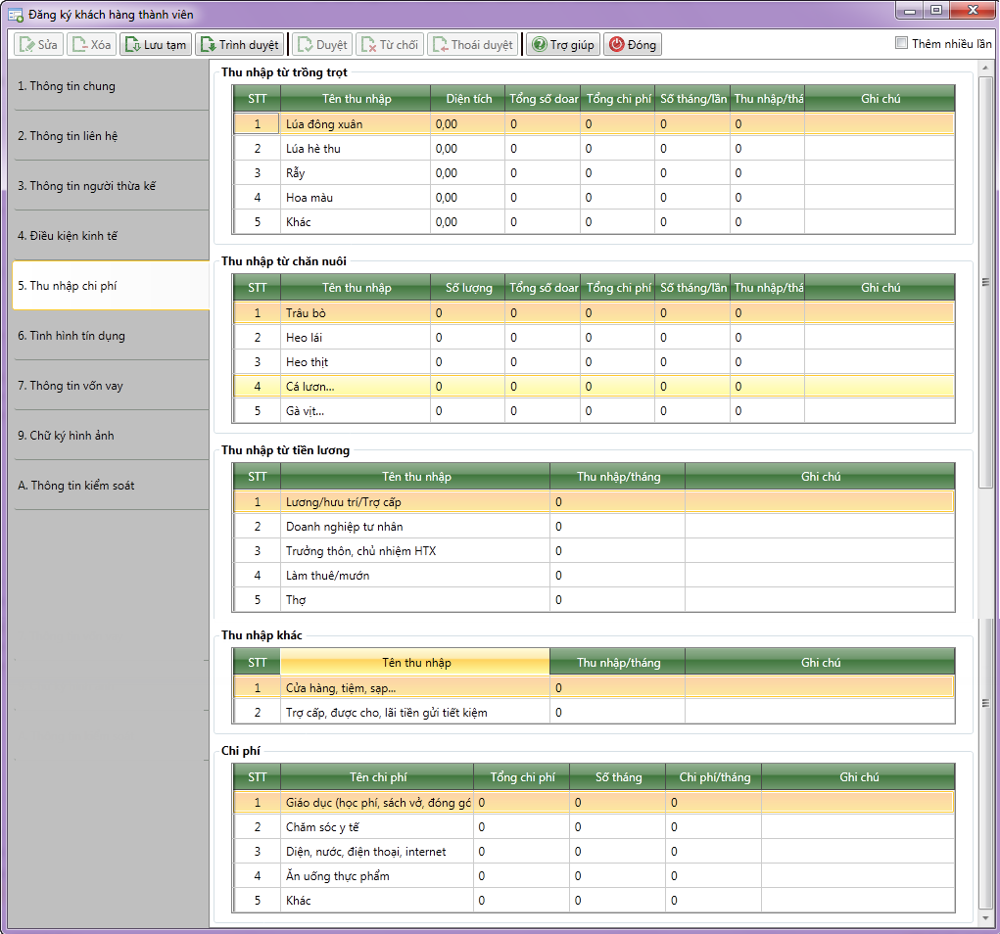 Đăng ký khách hàng thành viên
Sửa Xóa Lưu tạm Trình duyệt Duyệt Từ chối Thoái duyệt Trợ giúp Đóng Thêm nhiều lần
1. Thông tin chung
2. Thông tin liên hệ
3. Thông tin người thừa kế
4. Điều kiện kinh tế
5. Thu nhập chi phí
6. Tình hình tín dụng
7. Thông tin vốn vay
9. Chữ ký hình ảnh
A. Thông tin kiểm soát
Thu nhập từ trồng trọt
STT Tên thu nhập Diện tích Tổng số doan Tổng chi phí Số tháng/lần Thu nhập/thá Ghi chú
1 Lúa đông xuân 0,00 0 0 0 0
2 Lúa hè thu 0,00 0 0 0 0
3 Rẫy 0,00 0 0 0 0
4 Hoa màu 0,00 0 0 0 0
5 Khác 0,00 0 0 0 0
Thu nhập từ chăn nuôi
STT Tên thu nhập Số lượng Tổng số doan Tổng chi phí Số tháng/lần Thu nhập/thá Ghi chú
1 Trâu bò 0 0 0 0 0
2 Heo lái 0 0 0 0 0
3 Heo thịt 0 0 0 0 0
4 Cá lươn... 0 0 0 0 0
5 Gà vịt... 0 0 0 0 0
Thu nhập từ tiền lương
STT Tên thu nhập Thu nhập/tháng Ghi chú
1 Lương/hưu trí/Trợ cấp 0
2 Doanh nghiệp tư nhân 0
3 Trưởng thôn, chủ nhiệm HTX 0
4 Làm thuê/mướn 0
5 Thợ 0
Thu nhập khác
STT Tên thu nhập Thu nhập/tháng Ghi chú
1 Cửa hàng, tiệm, sạp... 0
2 Trợ cấp, được cho, lãi tiền gửi tiết kiệm 0
Chi phí
STT Tên chi phí Tổng chi phí Số tháng Chi phí/tháng Ghi chú
1 Giáo dục (học phí, sách vở, đóng gó 0 0 0
2 Chăm sóc y tế 0 0 0
3 Diện, nước, điện thoại, internet 0 0 0
4 Ăn uống thực phẩm 0 0 0
5 Khác 0 0 0